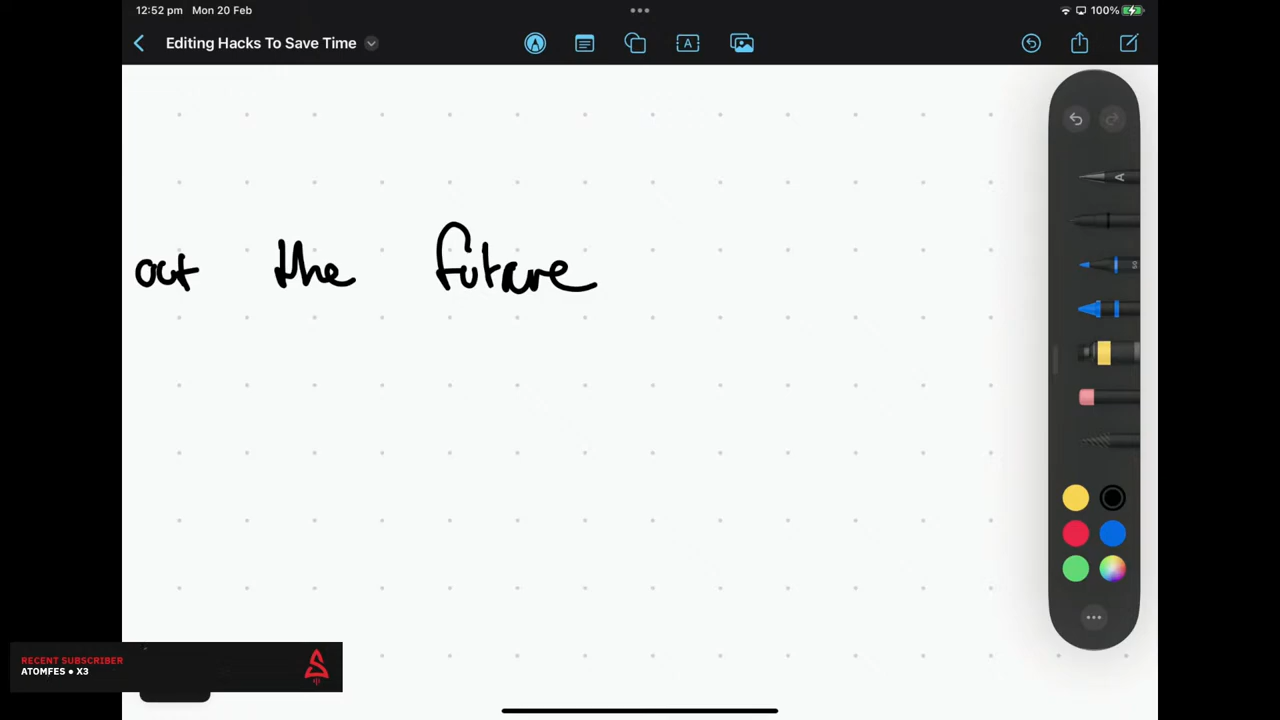 12:52 pm Mon 20 Feb 100%
Editing Hacks To Save Time
A
A
50
out the future
RECENT SUBSCRIBER
ATOMFES ● X3